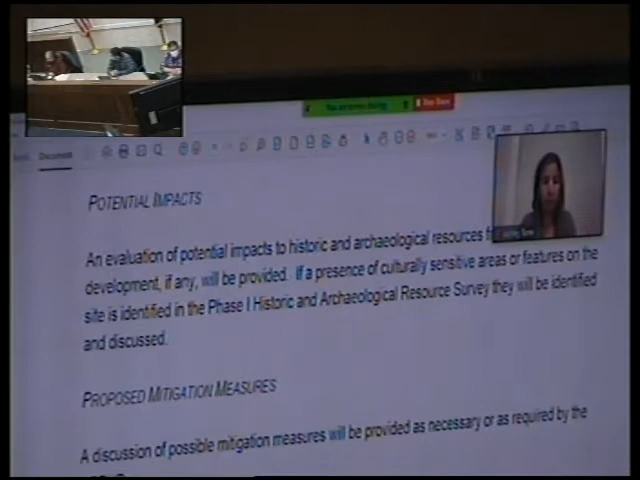 Document
POTENTIAL IMPACTS
An evaluation of potential impacts to historic and archaeological resources
development, if any, will be provided. If a presence of culturally sensitive areas or features on the
site is identified in the Phase I Historic and Archaeological Resource Survey they will be identified
and discussed.
PROPOSED MITIGATION MEASURES
A discussion of possible mitigation measures will be provided as necessary or as required by the